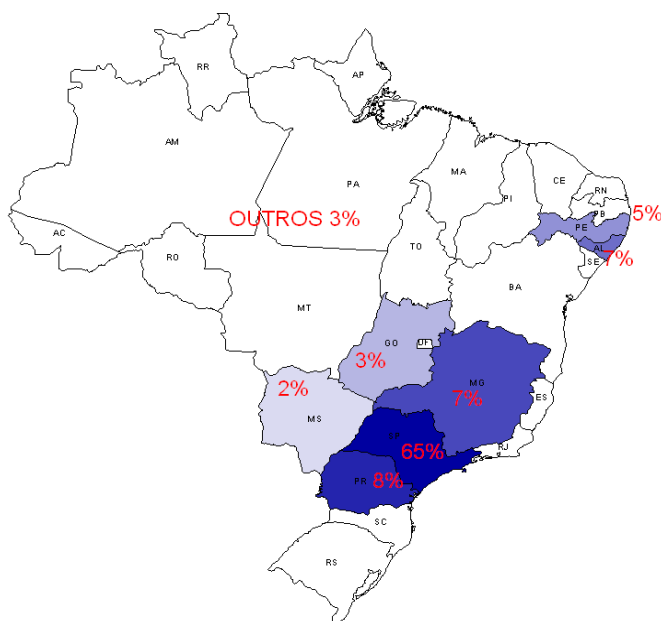 RR
AP
AM
PA
MA
CE
RN
PI
PB
5%
OUTROS 3%
PE
AC
TO
AL
7%
RO
SE
MT
BA
GO
DF
3%
2%
MG
7%
ES
MS
SP
65%
RJ
PR
8%
SC
RS